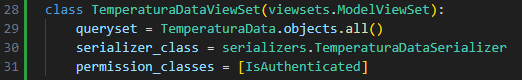 28 class TemperaturaDataViewSet(viewsets.ModelViewSet):
29     queryset = TemperaturaData.objects.all()
30     serializer_class = serializers.TemperaturaDataSerializer
31     permission_classes = [IsAuthenticated]